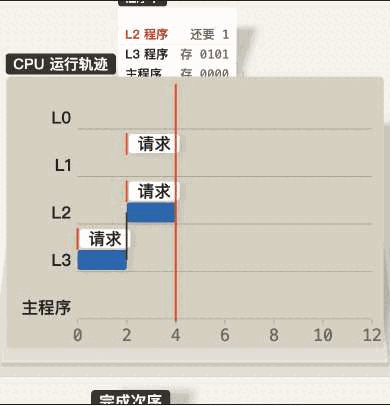 L2 程序 还要 1
L3 程序 存 0101
主程序 存 0000
CPU 运行轨迹
L0
请求
L1
请求
L2
请求
L3
主程序
0 2 4 6 8 10 12
完成次序